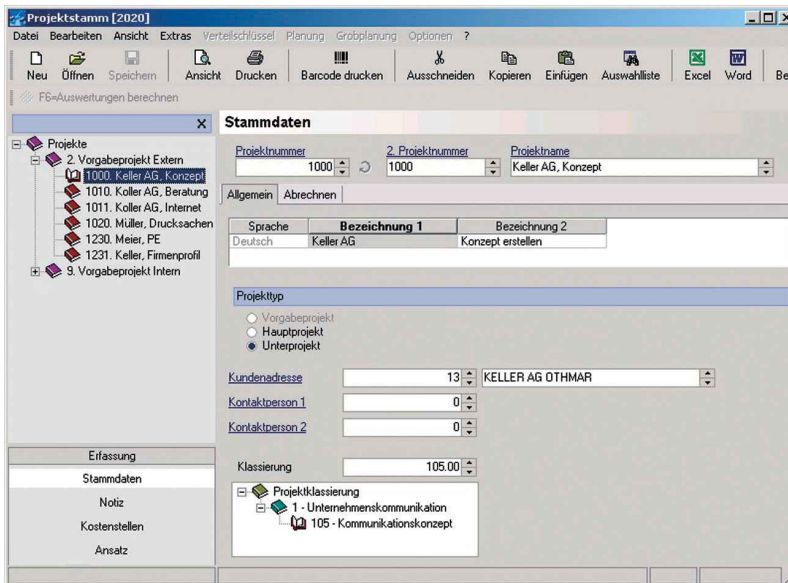 Projektstamm [2020]
Datei Bearbeiten Ansicht Extras Verteilschlüssel Planung Grobplanung Optionen ?
Neu Öffnen Speichern Ansicht Drucken Barcode drucken Ausschneiden Kopieren Einfügen Auswahlliste Excel Word Be
F6=Auswertungen berechnen
Stammdaten
Projekte
2. Vorgabeprojekt Extern
1000. Keller AG, Konzept
1010. Koller AG, Beratung
1011. Koller AG, Internet
1020. Müller, Drucksachen
1230. Meier, PE
1231. Keller, Firmenprofil
9. Vorgabeprojekt Intern
Projektnummer 2. Projektnummer Projektname
1000 1000 Keller AG, Konzept
Allgemein Abrechnen
Sprache Bezeichnung 1 Bezeichnung 2
Deutsch Keller AG Konzept erstellen
Projekttyp
Vorgabeprojekt
Hauptprojekt
Unterprojekt
Kundenadresse 13 KELLER AG OTHMAR
Kontaktperson 1 0
Kontaktperson 2 0
Klassierung 105.00
Projektklassierung
1 - Unternehmenskommunikation
105 - Kommunikationskonzept
Erfassung
Stammdaten
Notiz
Kostenstellen
Ansatz